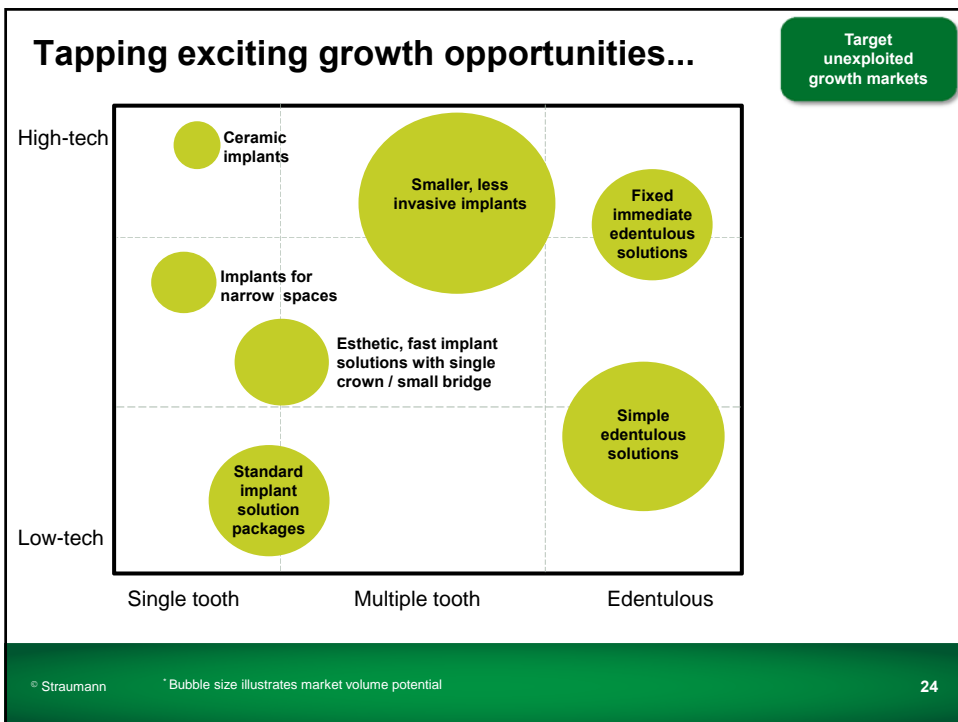 Tapping exciting growth opportunities...
Target
unexploited
growth markets
High-tech
Ceramic
implants
Smaller, less
invasive implants
Fixed
immediate
edentulous
solutions
Implants for
narrow spaces
Esthetic, fast implant
solutions with single
crown / small bridge
Simple
edentulous
solutions
Standard
implant
solution
packages
Low-tech
Single tooth
Multiple tooth
Edentulous
© Straumann
* Bubble size illustrates market volume potential
24